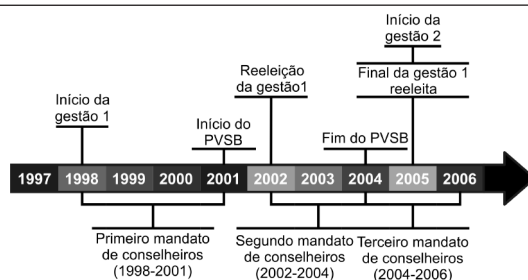 Início da
gestão 2
Reeleição
da gestão1
Final da gestão 1
reeleita
Início da
gestão 1
Início do
PVSB
Fim do PVSB
1997 1998 1999 2000 2001 2002 2003 2004 2005 2006
Primeiro mandato
de conselheiros
(1998-2001)
Segundo mandato
de conselheiros
(2002-2004)
Terceiro mandato
de conselheiros
(2004-2006)